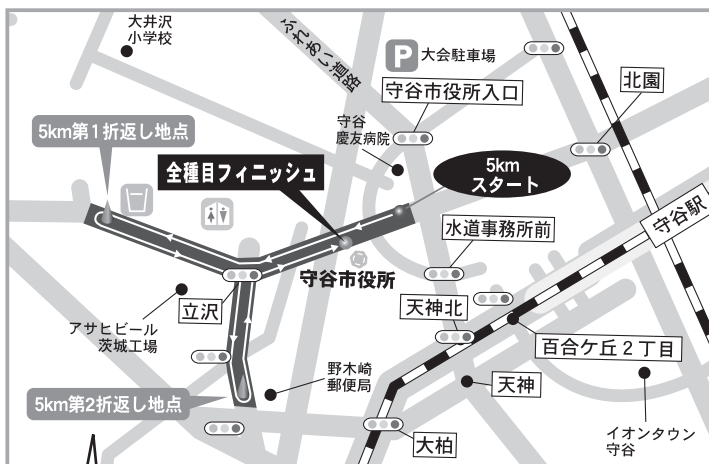 大井沢
小学校
ふれあい道路
P 大会駐車場
守谷市役所入口
北園
5km第1折返し地点
守谷
慶友病院
全種目フィニッシュ
5km
スタート
守谷駅
水道事務所前
守谷市役所
立沢
天神北
アサヒビール
茨城工場
百合ケ丘2丁目
野木崎
郵便局
天神
5km第2折返し地点
大柏
イオンタウン
守谷